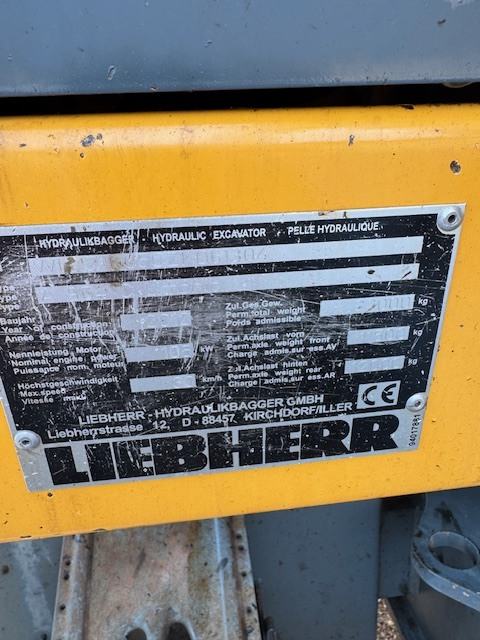 HYDRAULIKBAGGER HYDRAULIC EXCAVATOR PELLE HYDRAULIQUE
Type
Type
Baujahr
Year of construction
Année de construction
Nennleistung Motor
Nominal engine power
Puissance nom. moteur
kW
Höchstgeschwindigkeit
Max.speed
Vitesse maxi
km/h
Zul.Ges.Gew.
Perm.total weight
Poids admissible
kg
Zul.Achslast vorn
Perm.axle weight front
Charge admis.sur ess.AV
kg
Zul.Achslast hinten
Perm.axle weight rear
Charge admis.sur ess.AR
kg
CE
LIEBHERR - HYDRAULIKBAGGER GMBH
Liebherrstrasse 12, D - 88457 KIRCHDORF/ILLER
LIEBHERR
94017861